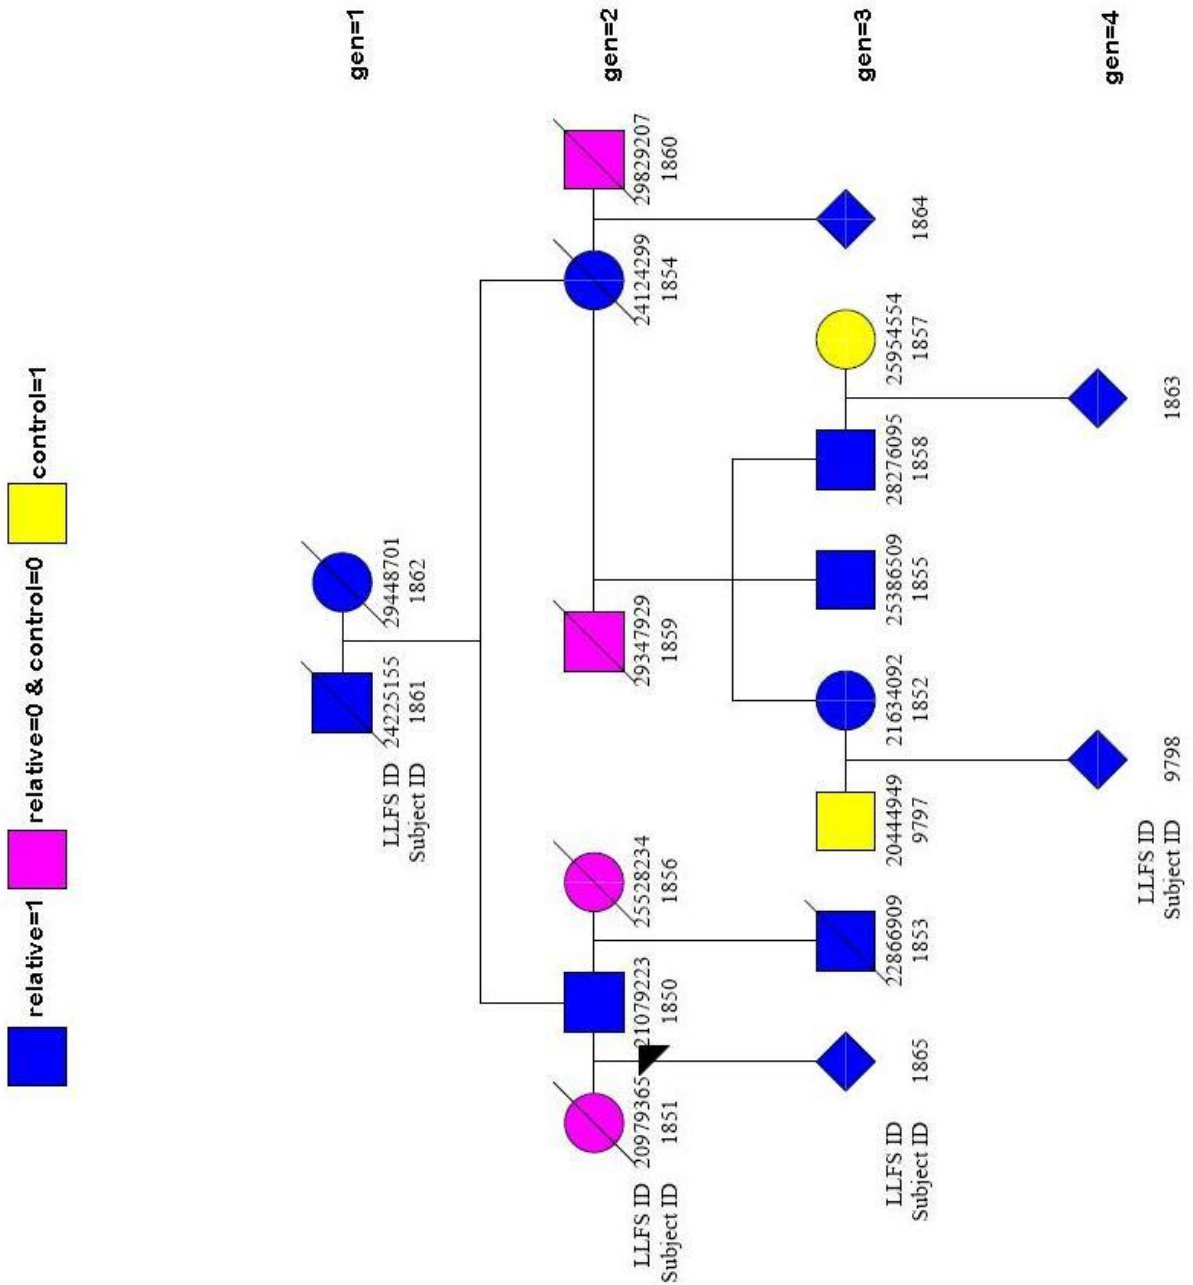 relative=1
relative=0 & control=0
control=1
gen=1
LLFS ID 24225155 29448701
Subject ID 1861 1862
gen=2
LLFS ID 20979365 21079223 25528234 29347929 24124299 29829207
Subject ID 1851 1850 1856 1859 1854 1860
gen=3
LLFS ID 22866909 20444949 21634092 25386509 28276095 25954554
Subject ID 1865 1853 9797 1852 1855 1858 1857 1864
gen=4
LLFS ID
Subject ID 9798 1863